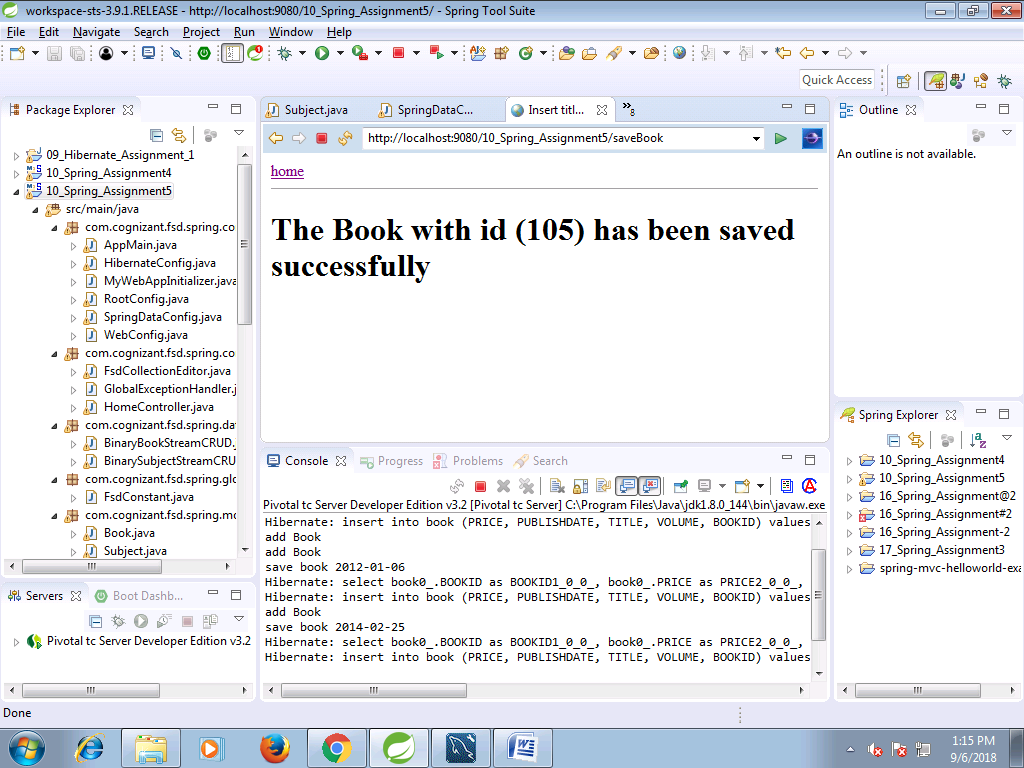 workspace-sts-3.9.1.RELEASE - http://localhost:9080/10_Spring_Assignment5/ - Spring Tool Suite
File Edit Navigate Search Project Run Window Help
Quick Access
Package Explorer
09_Hibernate_Assignment_1
10_Spring_Assignment4
10_Spring_Assignment5
src/main/java
com.cognizant.fsd.spring.co
AppMain.java
HibernateConfig.java
MyWebAppInitializer.java
RootConfig.java
SpringDataConfig.java
WebConfig.java
com.cognizant.fsd.spring.co
FsdCollectionEditor.java
GlobalExceptionHandler.j
HomeController.java
com.cognizant.fsd.spring.da
BinaryBookStreamCRUD.
BinarySubjectStreamCRU
com.cognizant.fsd.spring.glo
FsdConstant.java
com.cognizant.fsd.spring.mo
Book.java
Subject.java
Servers Boot Dashb...
Pivotal tc Server Developer Edition v3.2
Subject.java SpringDataC... Insert titl... »8
http://localhost:9080/10_Spring_Assignment5/saveBook
home
The Book with id (105) has been saved
successfully
Console Progress Problems Search
Pivotal tc Server Developer Edition v3.2 [Pivotal tc Server] C:\Program Files\Java\jdk1.8.0_144\bin\javaw.exe
Hibernate: insert into book (PRICE, PUBLISHDATE, TITLE, VOLUME, BOOKID) values
add Book
add Book
save book 2012-01-06
Hibernate: select book0_.BOOKID as BOOKID1_0_0_, book0_.PRICE as PRICE2_0_0_,
Hibernate: insert into book (PRICE, PUBLISHDATE, TITLE, VOLUME, BOOKID) values
add Book
save book 2014-02-25
Hibernate: select book0_.BOOKID as BOOKID1_0_0_, book0_.PRICE as PRICE2_0_0_,
Hibernate: insert into book (PRICE, PUBLISHDATE, TITLE, VOLUME, BOOKID) values
Outline
An outline is not available.
Spring Explorer
10_Spring_Assignment4
10_Spring_Assignment5
16_Spring_Assignment@2
16_Spring_Assignment#2
16_Spring_Assignment-2
17_Spring_Assignment3
spring-mvc-helloworld-exa
Done
1:15 PM
9/6/2018